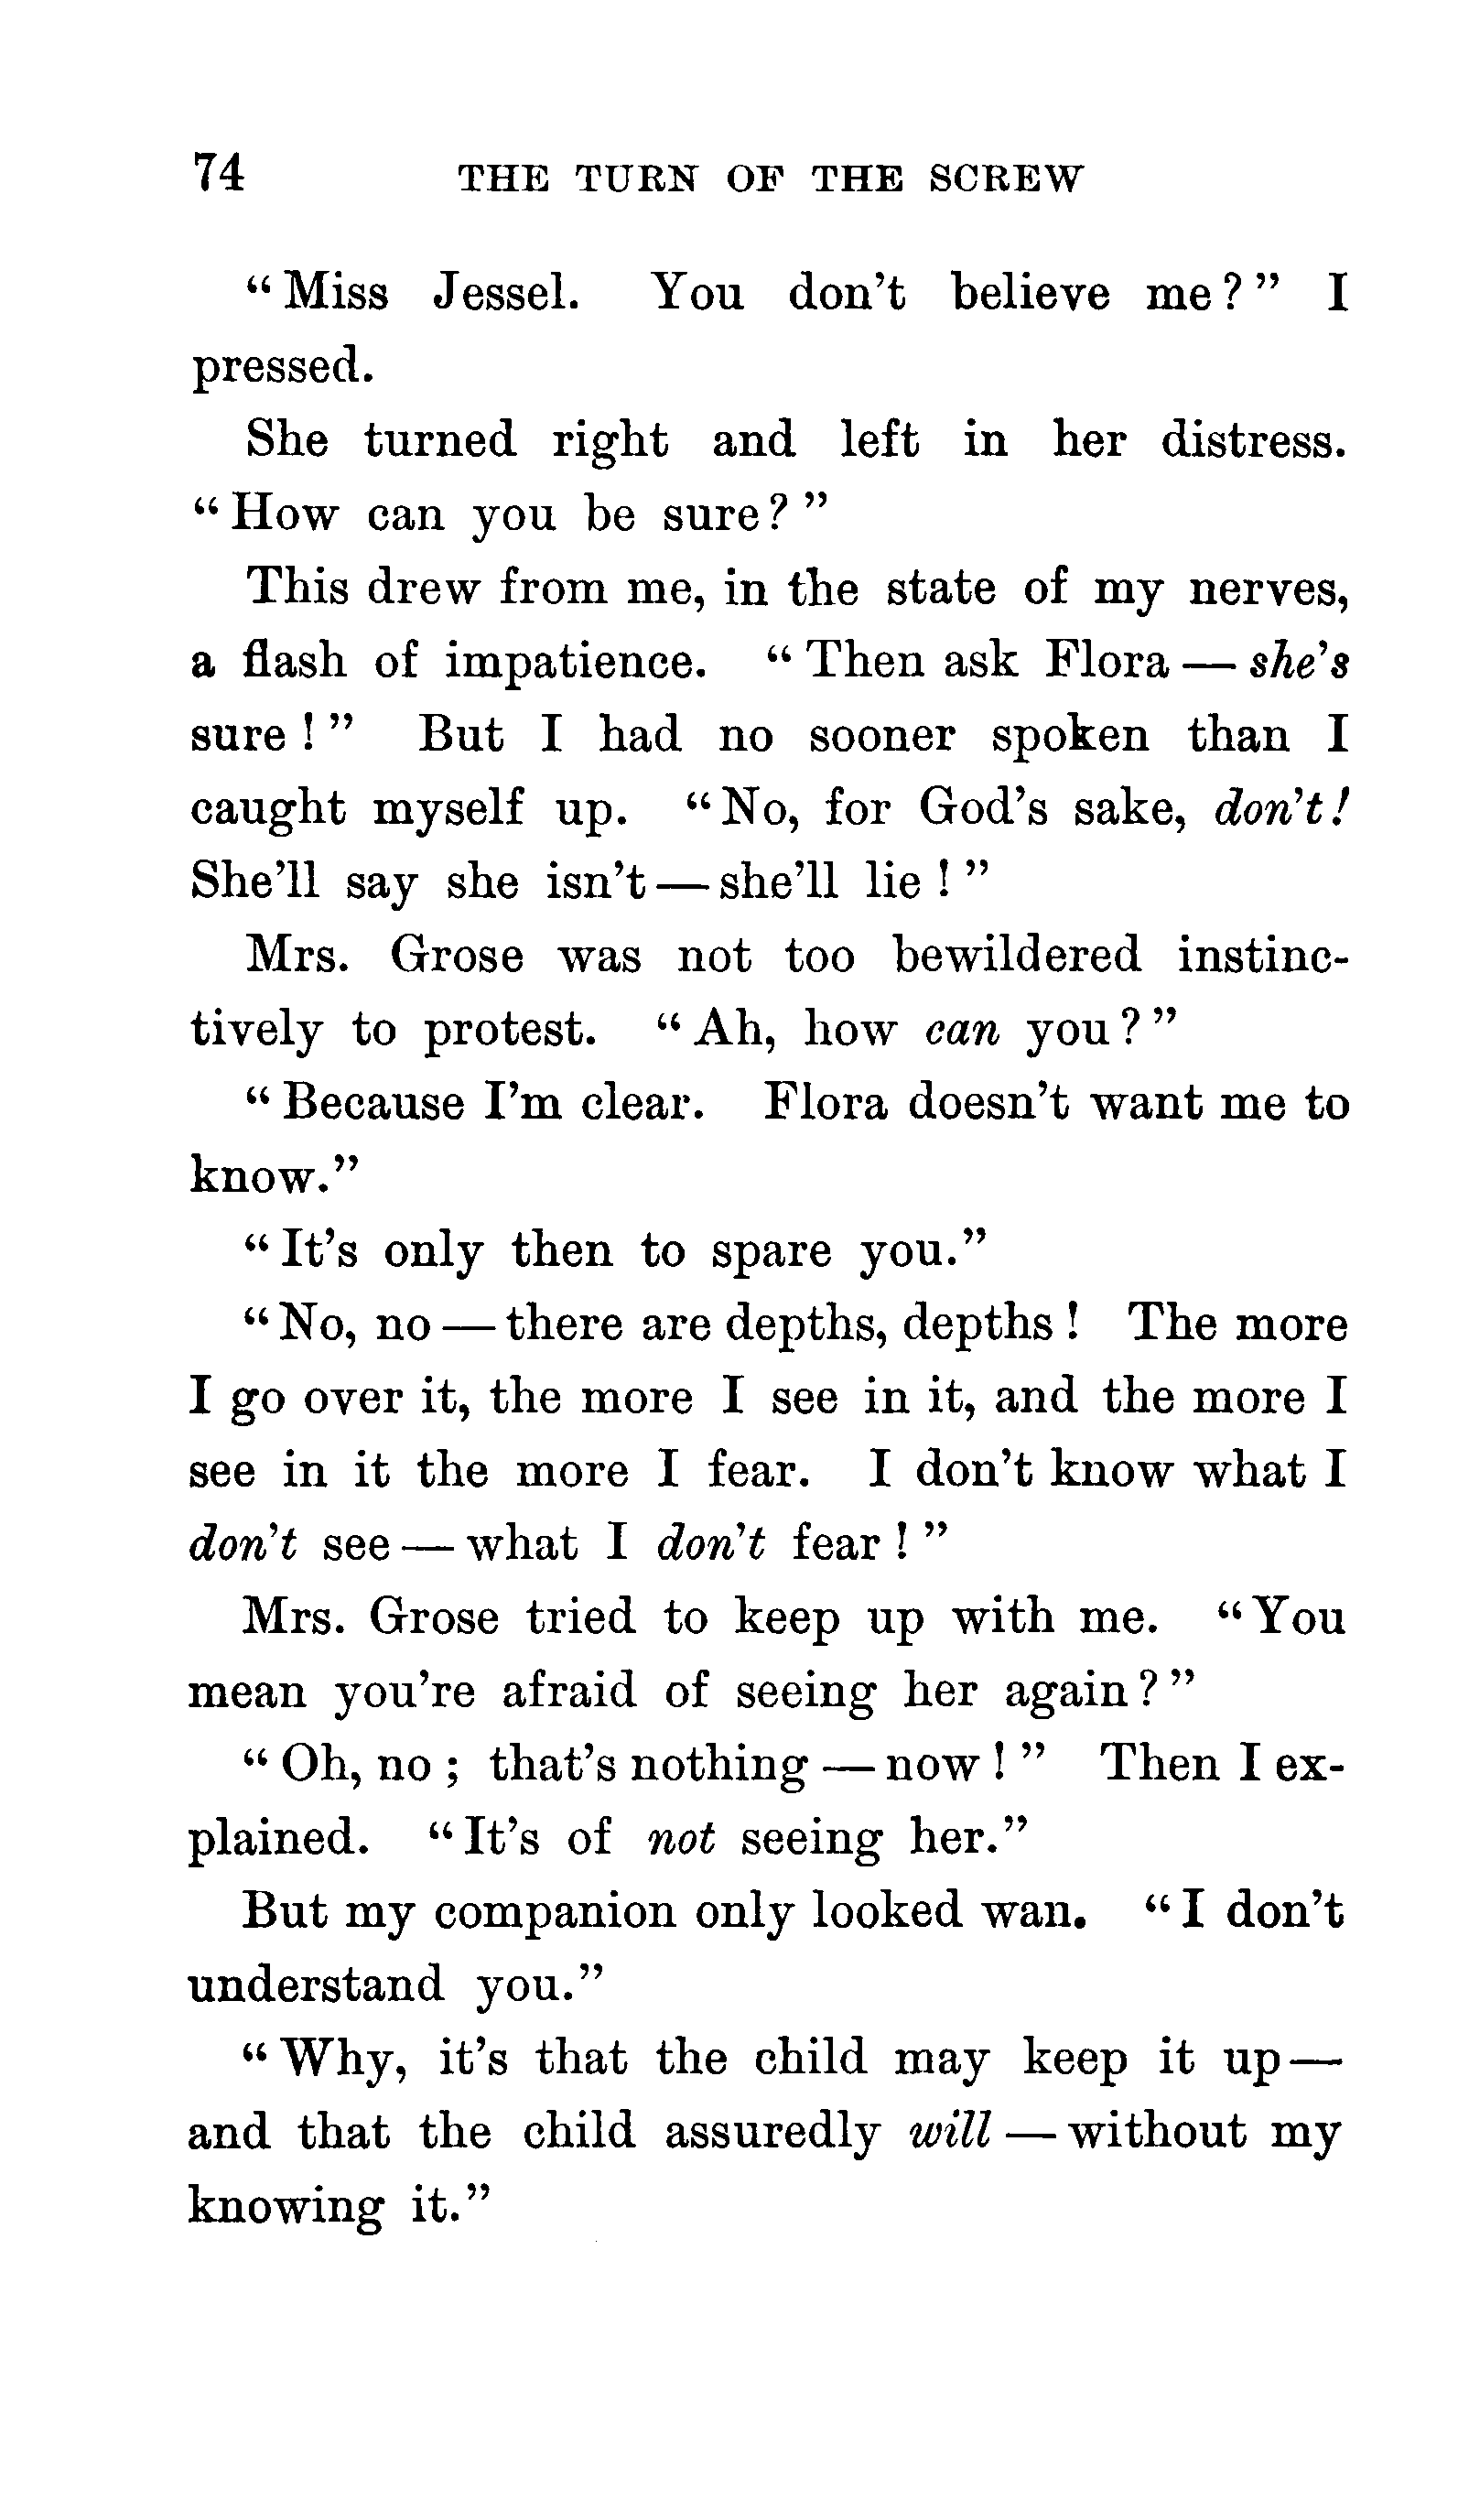 74 THE TURN OF THE SCREW
“Miss Jessel. You don’t believe me?” I
pressed.
She turned right and left in her distress.
“How can you be sure?”
This drew from me, in the state of my nerves,
a flash of impatience. “Then ask Flora — she’s
sure!” But I had no sooner spoken than I
caught myself up. “No, for God’s sake, don’t!
She’ll say she isn’t — she’ll lie!”
Mrs. Grose was not too bewildered instinc-
tively to protest. “Ah, how can you?”
“Because I’m clear. Flora doesn’t want me to
know.”
“It’s only then to spare you.”
“No, no — there are depths, depths! The more
I go over it, the more I see in it, and the more I
see in it the more I fear. I don’t know what I
don’t see — what I don’t fear!”
Mrs. Grose tried to keep up with me. “You
mean you’re afraid of seeing her again?”
“Oh, no; that’s nothing — now!” Then I ex-
plained. “It’s of not seeing her.”
But my companion only looked wan. “I don’t
understand you.”
“Why, it’s that the child may keep it up —
and that the child assuredly will — without my
knowing it.”